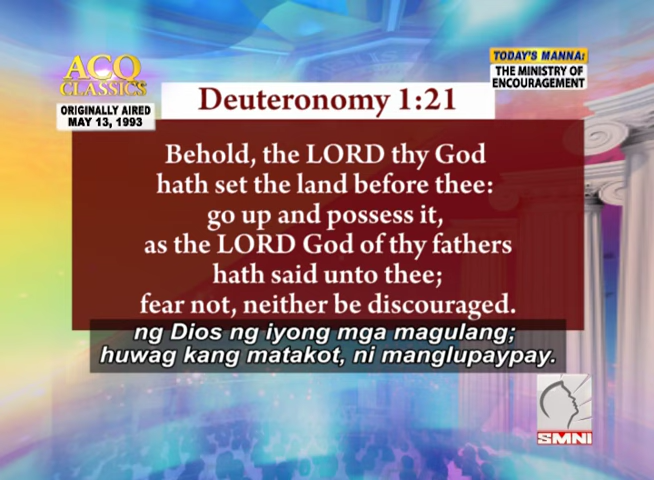 ACQ
CLASSICS
ORIGINALLY AIRED
MAY 13, 1993
TODAY'S MANNA:
THE MINISTRY OF
ENCOURAGEMENT
Deuteronomy 1:21
Behold, the LORD thy God
hath set the land before thee:
go up and possess it,
as the LORD God of thy fathers
hath said unto thee;
fear not, neither be discouraged.
ng Dios ng iyong mga magulang;
huwag kang matakot, ni manglupaypay.
SMNI